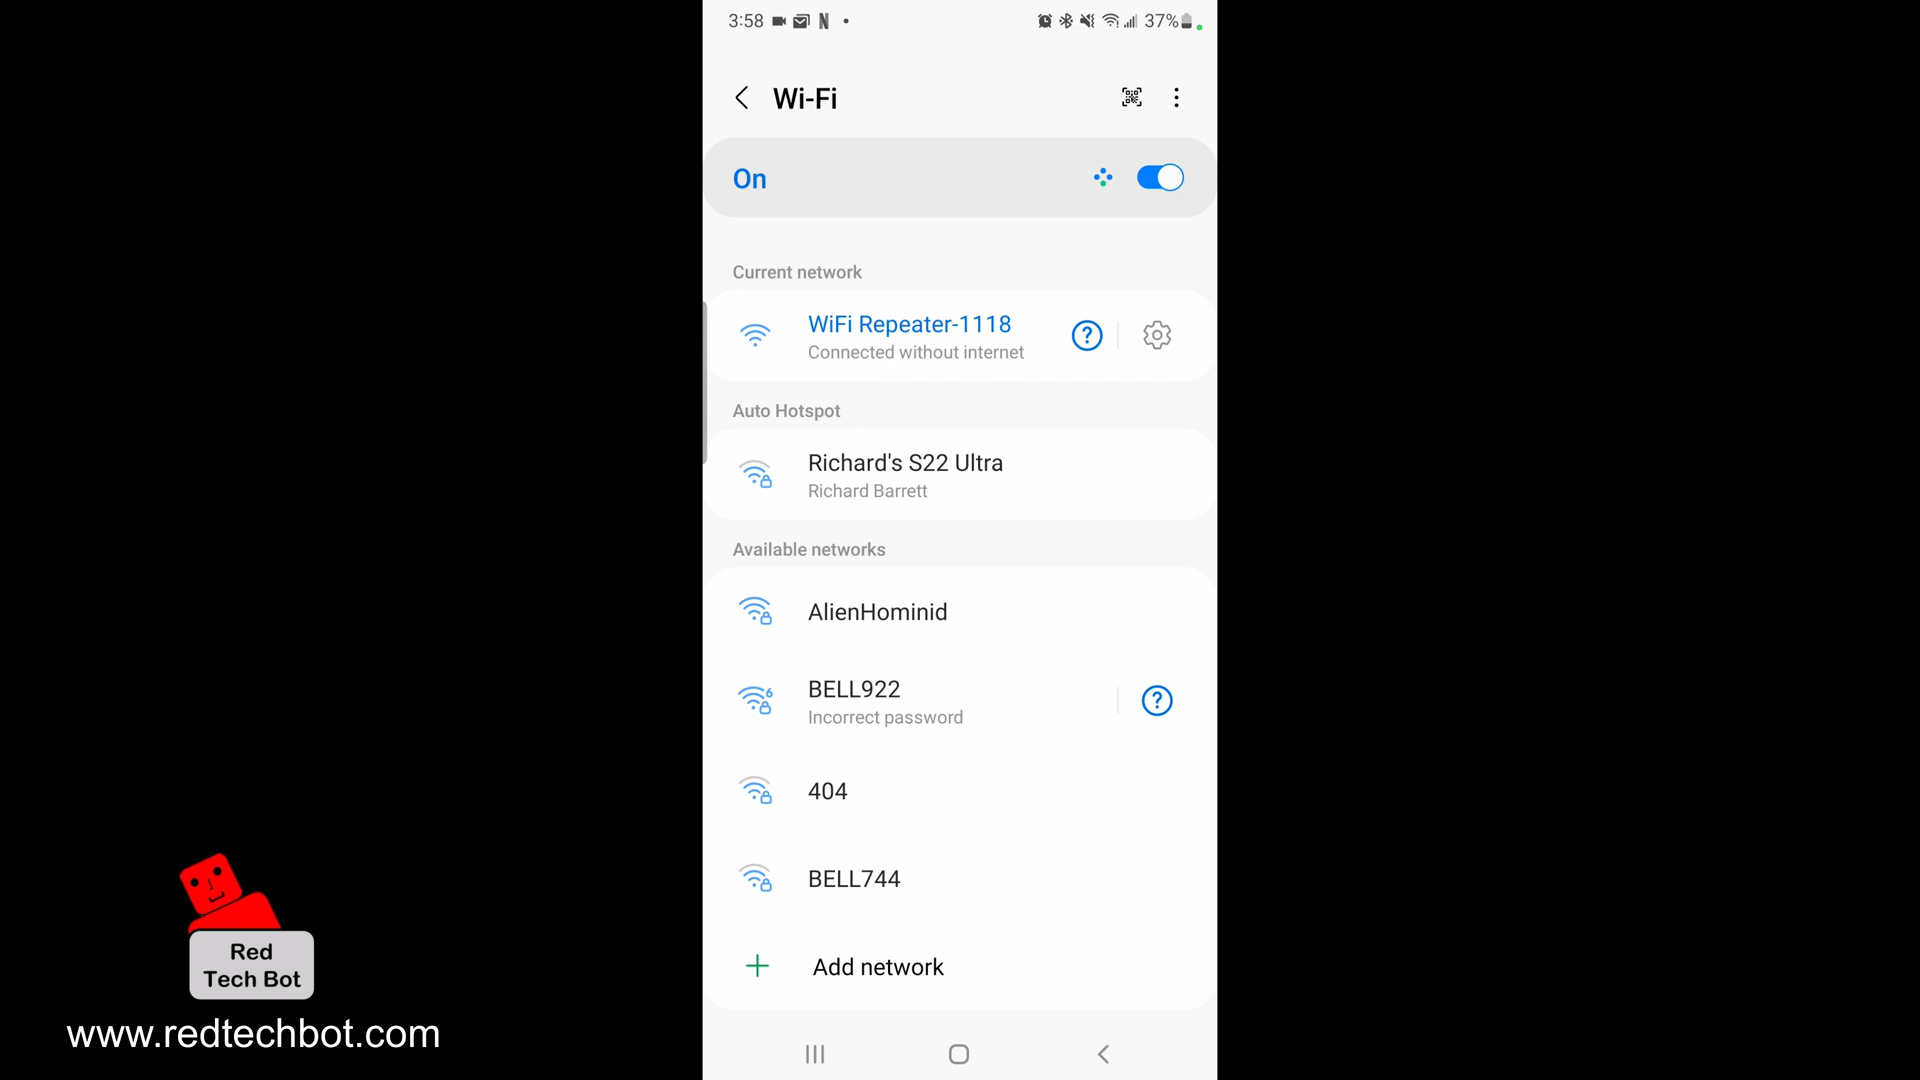 3:58
N
37%
Wi-Fi
On
Current network
WiFi Repeater-1118
Connected without internet
?
Auto Hotspot
Richard's S22 Ultra
Richard Barrett
Available networks
AlienHominid
6
BELL922
Incorrect password
?
404
BELL744
+ Add network
Red
Tech Bot
www.redtechbot.com